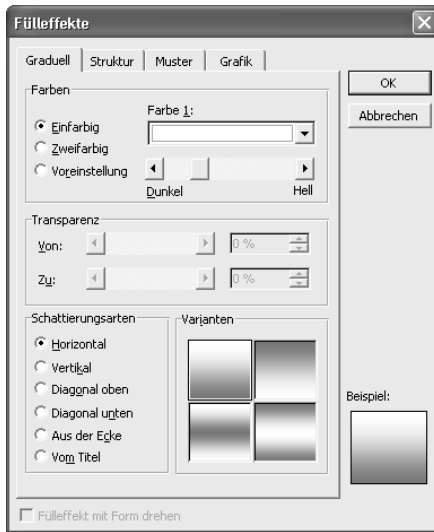 Fülleffekte
Graduell Struktur Muster Grafik
OK
Abbrechen
Farben
Farbe 1:
Einfarbig
Zweifarbig
Voreinstellung
Dunkel Hell
Transparenz
Von: 0 %
Zu: 0 %
Schattierungsarten
Horizontal
Vertikal
Diagonal oben
Diagonal unten
Aus der Ecke
Vom Titel
Varianten
Beispiel:
Fülleffekt mit Form drehen